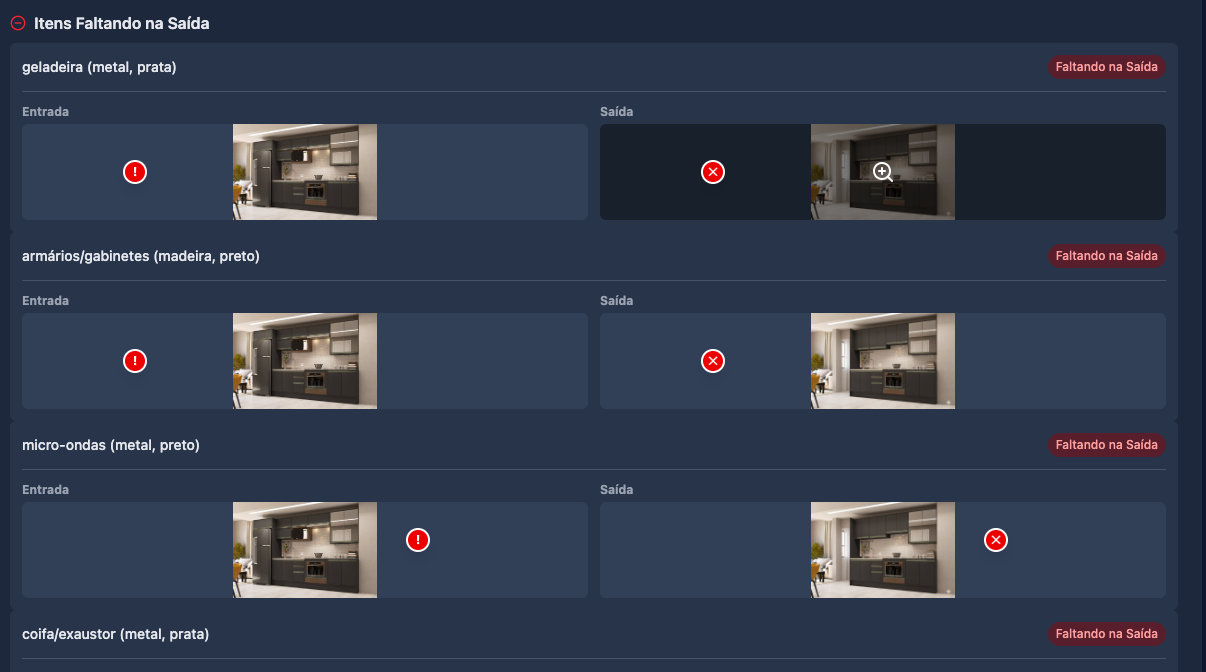 Itens Faltando na Saída
geladeira (metal, prata)
Faltando na Saída
Entrada
Saída
armários/gabinetes (madeira, preto)
Faltando na Saída
Entrada
Saída
micro-ondas (metal, preto)
Faltando na Saída
Entrada
Saída
coifa/exaustor (metal, prata)
Faltando na Saída